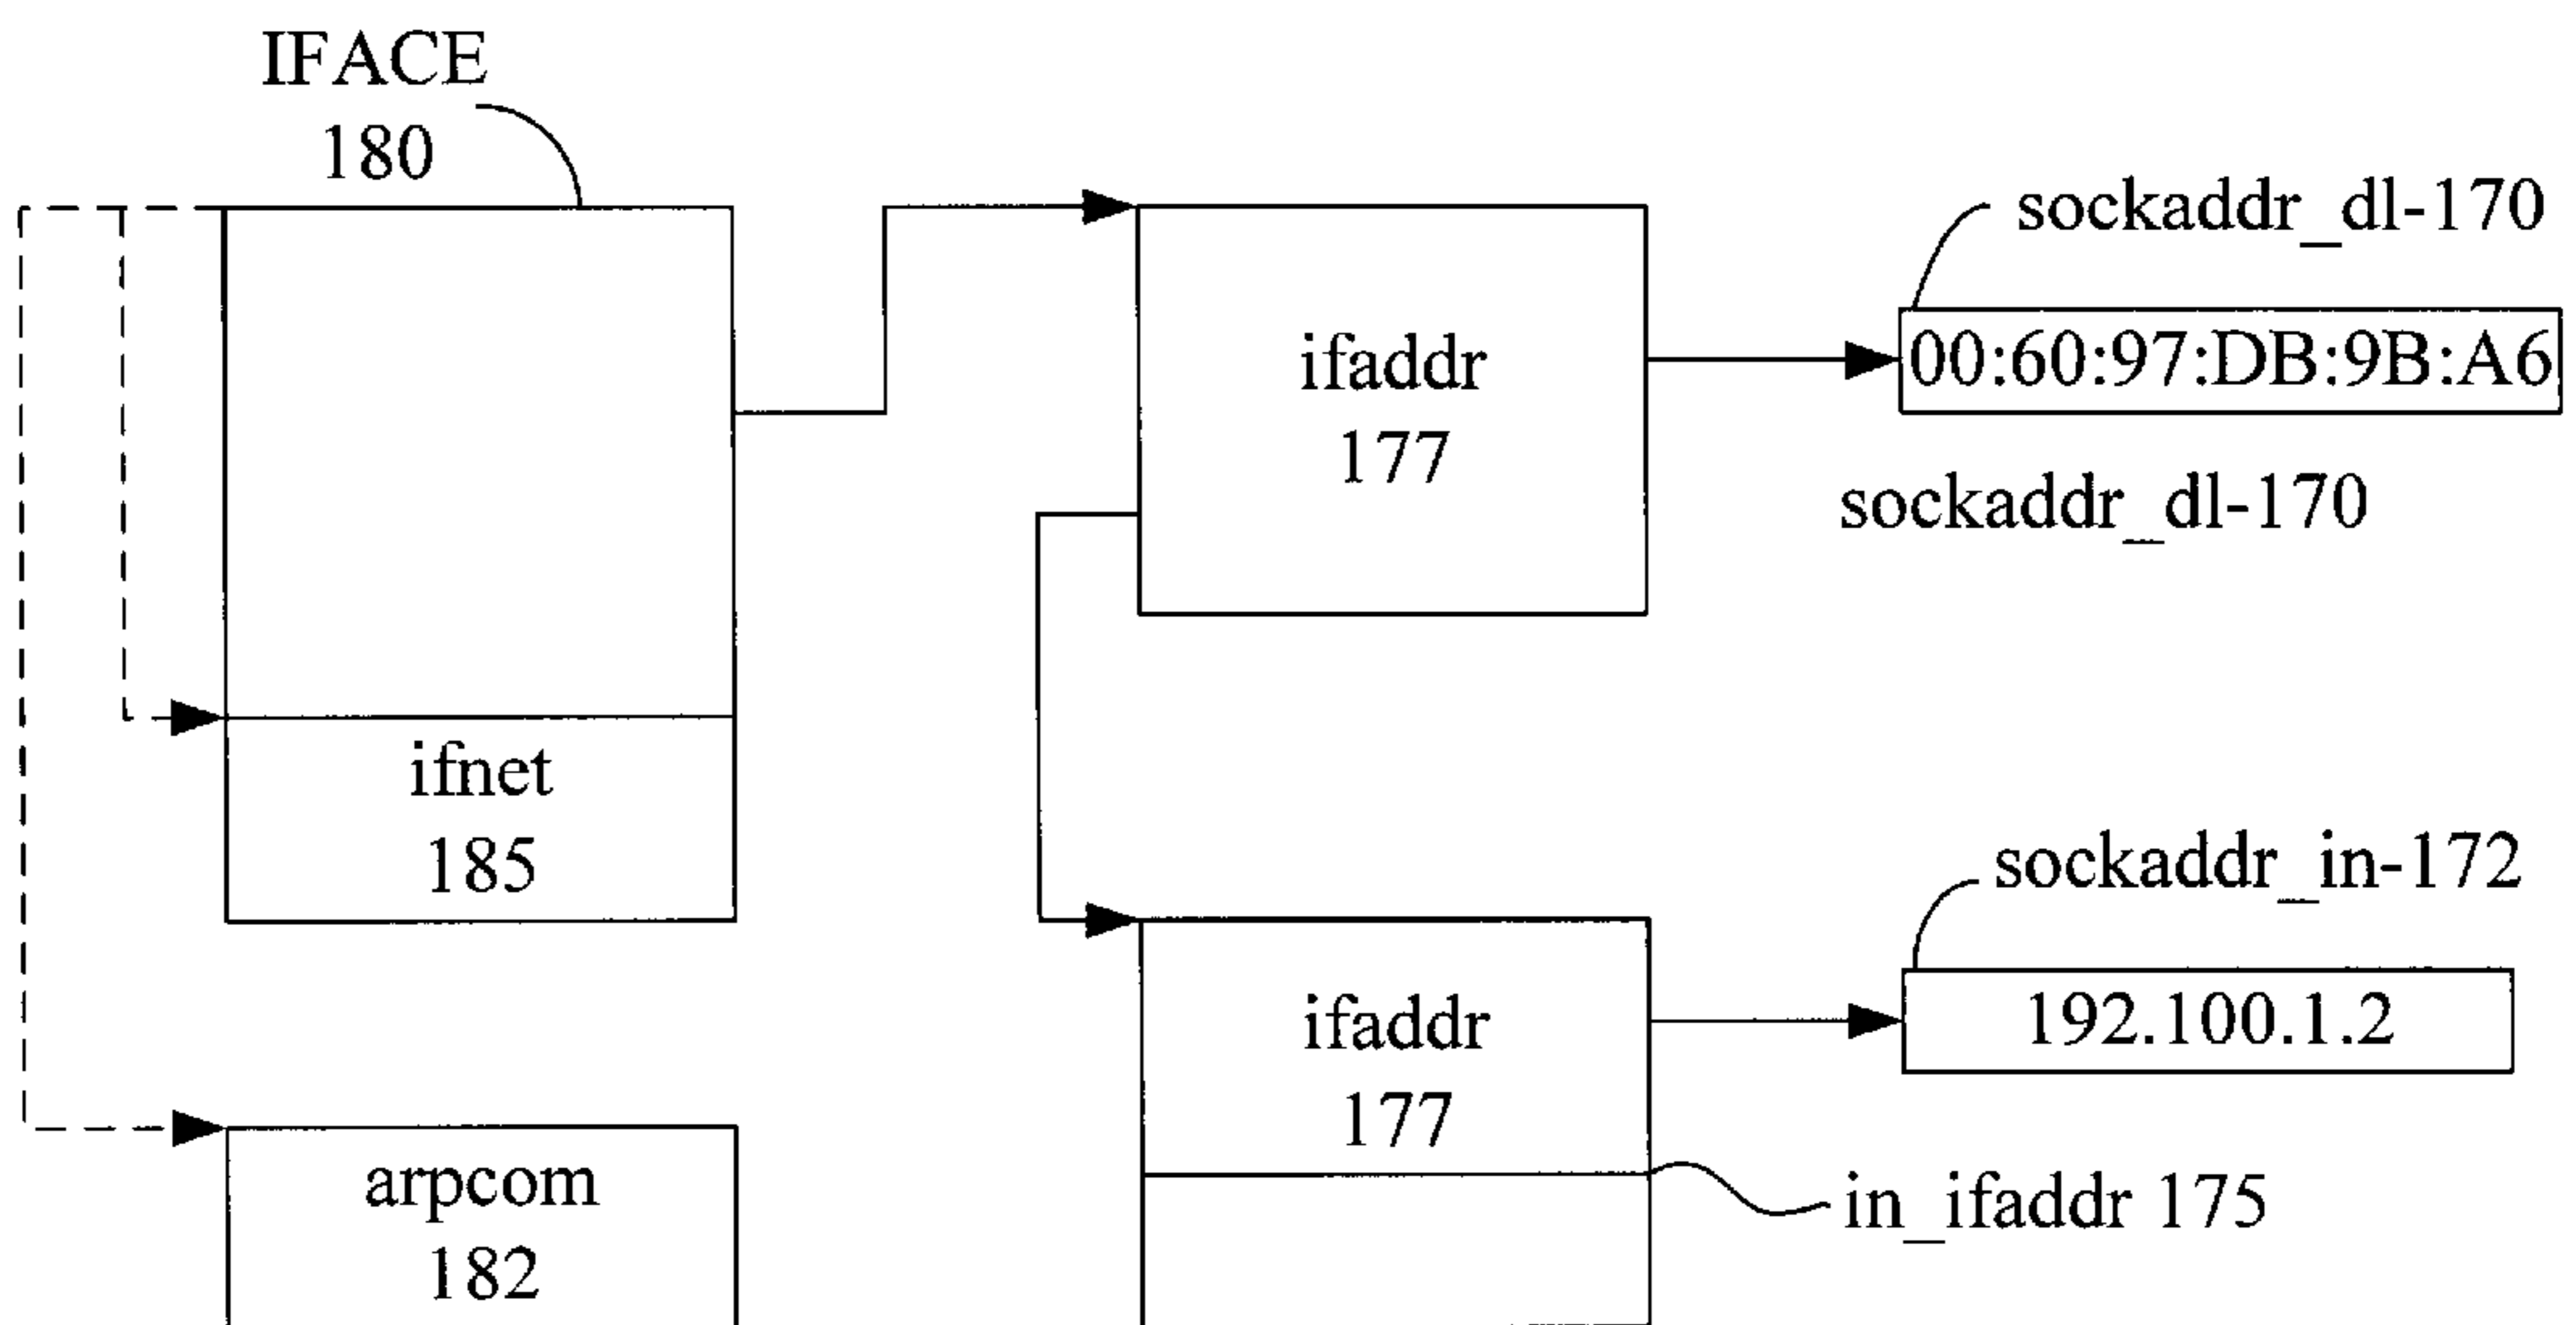 IFACE
180
sockaddr_dl-170
00:60:97:DB:9B:A6
ifaddr
177
sockaddr_dl-170
ifnet
185
sockaddr_in-172
192.100.1.2
ifaddr
177
in_ifaddr 175
arpcom
182